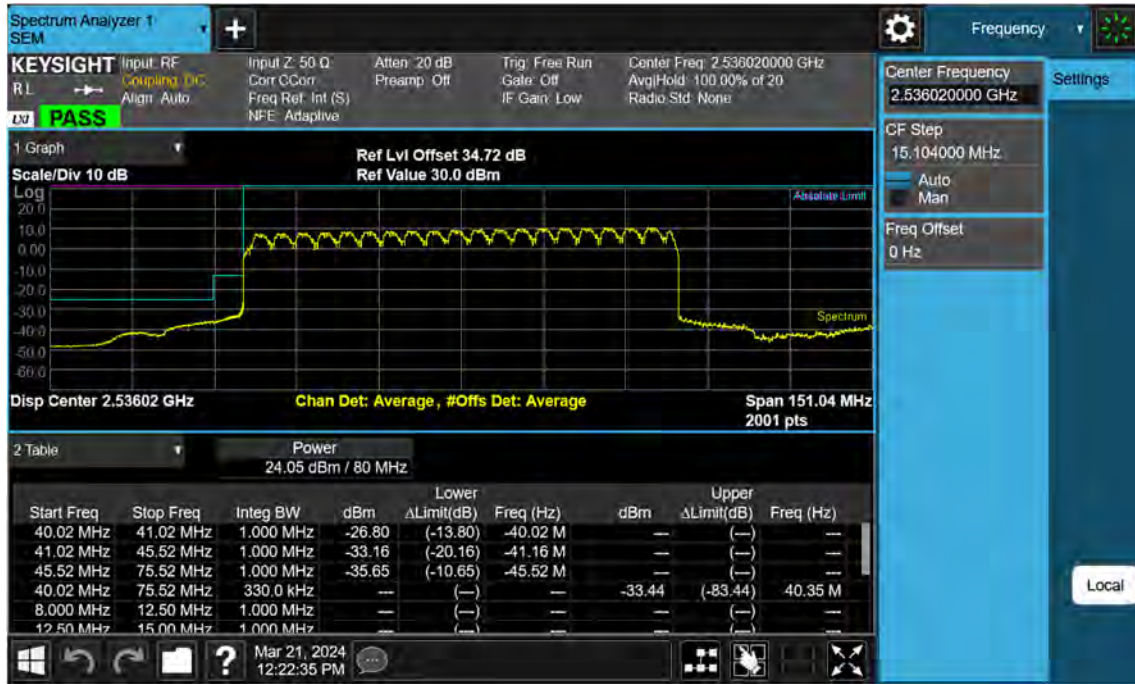 Spectrum Analyzer 1
SEM
+
Frequency
KEYSIGHT
Input: RF
Coupling: DC
Align: Auto
Input Z: 50 Ω
Corr CCorr
Freq Ref: Int (S)
NFE: Adaptive
Atten: 20 dB
Preamp: Off
Trig: Free Run
Gate: Off
IF Gain: Low
Center Freq: 2.536020000 GHz
Avg|Hold: 100.00% of 20
Radio Std: None
RL
LXI
PASS
Center Frequency
2.536020000 GHz
Settings
CF Step
15.104000 MHz
Auto
Man
Freq Offset
0 Hz
Local
1 Graph
Scale/Div 10 dB
Ref Lvl Offset 34.72 dB
Ref Value 30.0 dBm
Log
Absolute Limit
20.0
10.0
0.00
-10.0
-20.0
-30.0
-40.0
-50.0
-60.0
Spectrum
Disp Center 2.53602 GHz
Chan Det: Average , #Offs Det: Average
Span 151.04 MHz
2001 pts
2 Table
Power
24.05 dBm / 80 MHz
Lower Upper
Start Freq Stop Freq Integ BW dBm ΔLimit(dB) Freq (Hz) dBm ΔLimit(dB) Freq (Hz)
40.02 MHz 41.02 MHz 1.000 MHz -26.80 (-13.80) -40.02 M --- (---) ---
41.02 MHz 45.52 MHz 1.000 MHz -33.16 (-20.16) -41.16 M --- (---) ---
45.52 MHz 75.52 MHz 1.000 MHz -35.65 (-10.65) -45.52 M --- (---) ---
40.02 MHz 75.52 MHz 330.0 kHz --- (---) --- -33.44 (-83.44) 40.35 M
8.000 MHz 12.50 MHz 1.000 MHz --- (---) --- --- (---) ---
12.50 MHz 15.00 MHz 1.000 MHz --- (---) --- --- (---) ---
?
Mar 21, 2024
12:22:35 PM